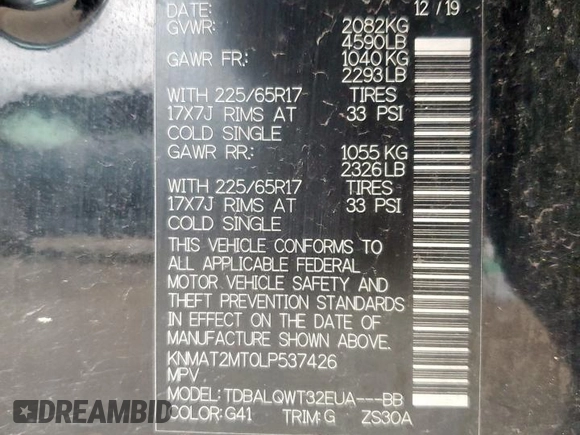 DATE: 12/19
GVWR: 2082KG
4590LB
GAWR FR: 1040KG
2293LB
WITH 225/65R17 TIRES
17X7J RIMS AT 33 PSI
COLD SINGLE
GAWR RR: 1055KG
2326LB
WITH 225/65R17 TIRES
17X7J RIMS AT 33 PSI
COLD SINGLE
THIS VEHICLE CONFORMS TO
ALL APPLICABLE FEDERAL
MOTOR VEHICLE SAFETY AND
THEFT PREVENTION STANDARDS
IN EFFECT ON THE DATE OF
MANUFACTURE SHOWN ABOVE.
KNMAT2MT0LP537426
MPV
MODEL: TDBALQWT32EUA---BB
COLOR: G41 TRIM: G ZS30A
AUTOBIDCAR